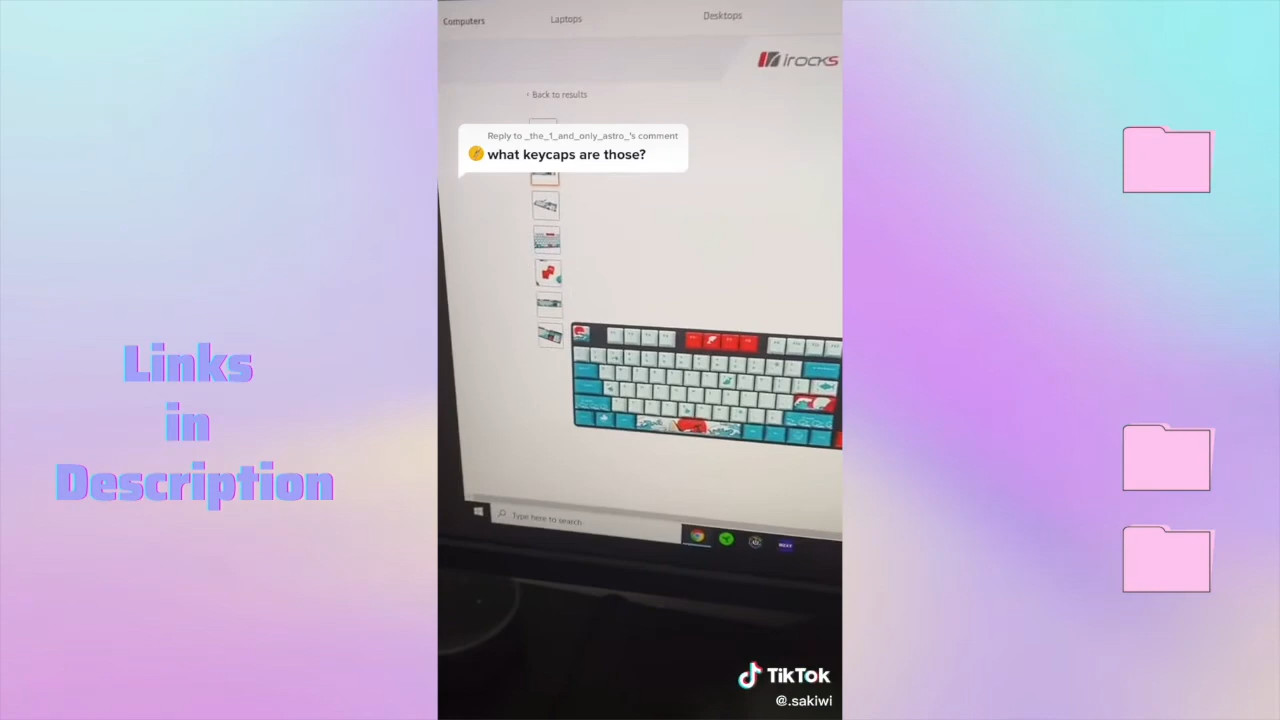 Computers
Laptops
Desktops
irocks
‹ Back to results
Reply to _the_1_and_only_astro_'s comment
what keycaps are those?
Links
in
Description
Type here to search
NZXT
TikTok
@.sakiwi